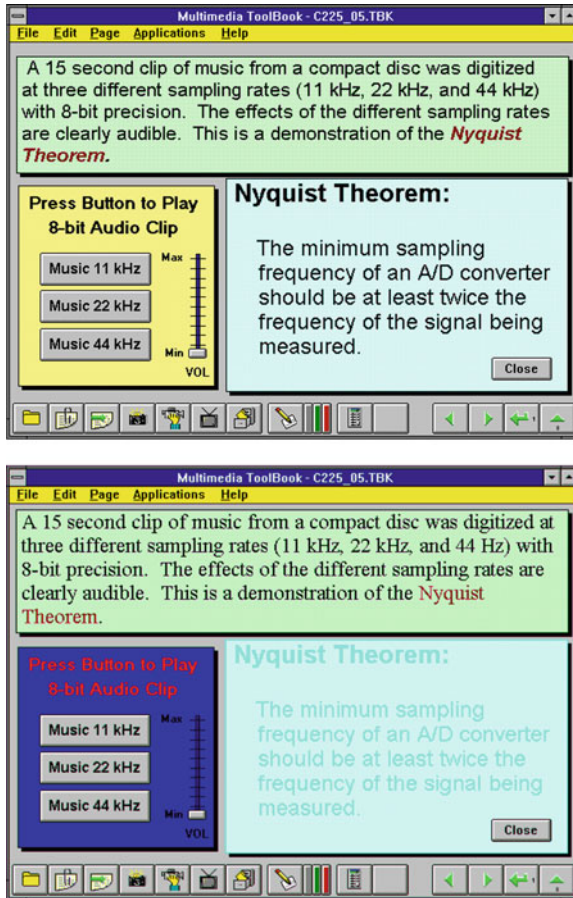 Multimedia ToolBook - C225_05.TBK
File Edit Page Applications Help
A 15 second clip of music from a compact disc was digitized
at three different sampling rates (11 kHz, 22 kHz, and 44 kHz)
with 8-bit precision. The effects of the different sampling rates
are clearly audible. This is a demonstration of the Nyquist
Theorem.
Press Button to Play
8-bit Audio Clip
Music 11 kHz
Music 22 kHz
Music 44 kHz
Max
Min
VOL
Nyquist Theorem:
The minimum sampling
frequency of an A/D converter
should be at least twice the
frequency of the signal being
measured.
Close
Multimedia ToolBook - C225_05.TBK
File Edit Page Applications Help
A 15 second clip of music from a compact disc was digitized at
three different sampling rates (11 kHz, 22 kHz, and 44 Hz) with
8-bit precision. The effects of the different sampling rates are
clearly audible. This is a demonstration of the Nyquist
Theorem.
Press Button to Play
8-bit Audio Clip
Music 11 kHz
Music 22 kHz
Music 44 kHz
Max
Min
VOL
Nyquist Theorem:
The minimum sampling
frequency of an A/D converter
should be at least twice the
frequency of the signal being
measured.
Close